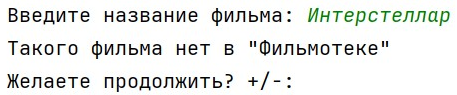 Введите название фильма: Интерстеллар
Такого фильма нет в "Фильмотеке"
Желаете продолжить? +/-: